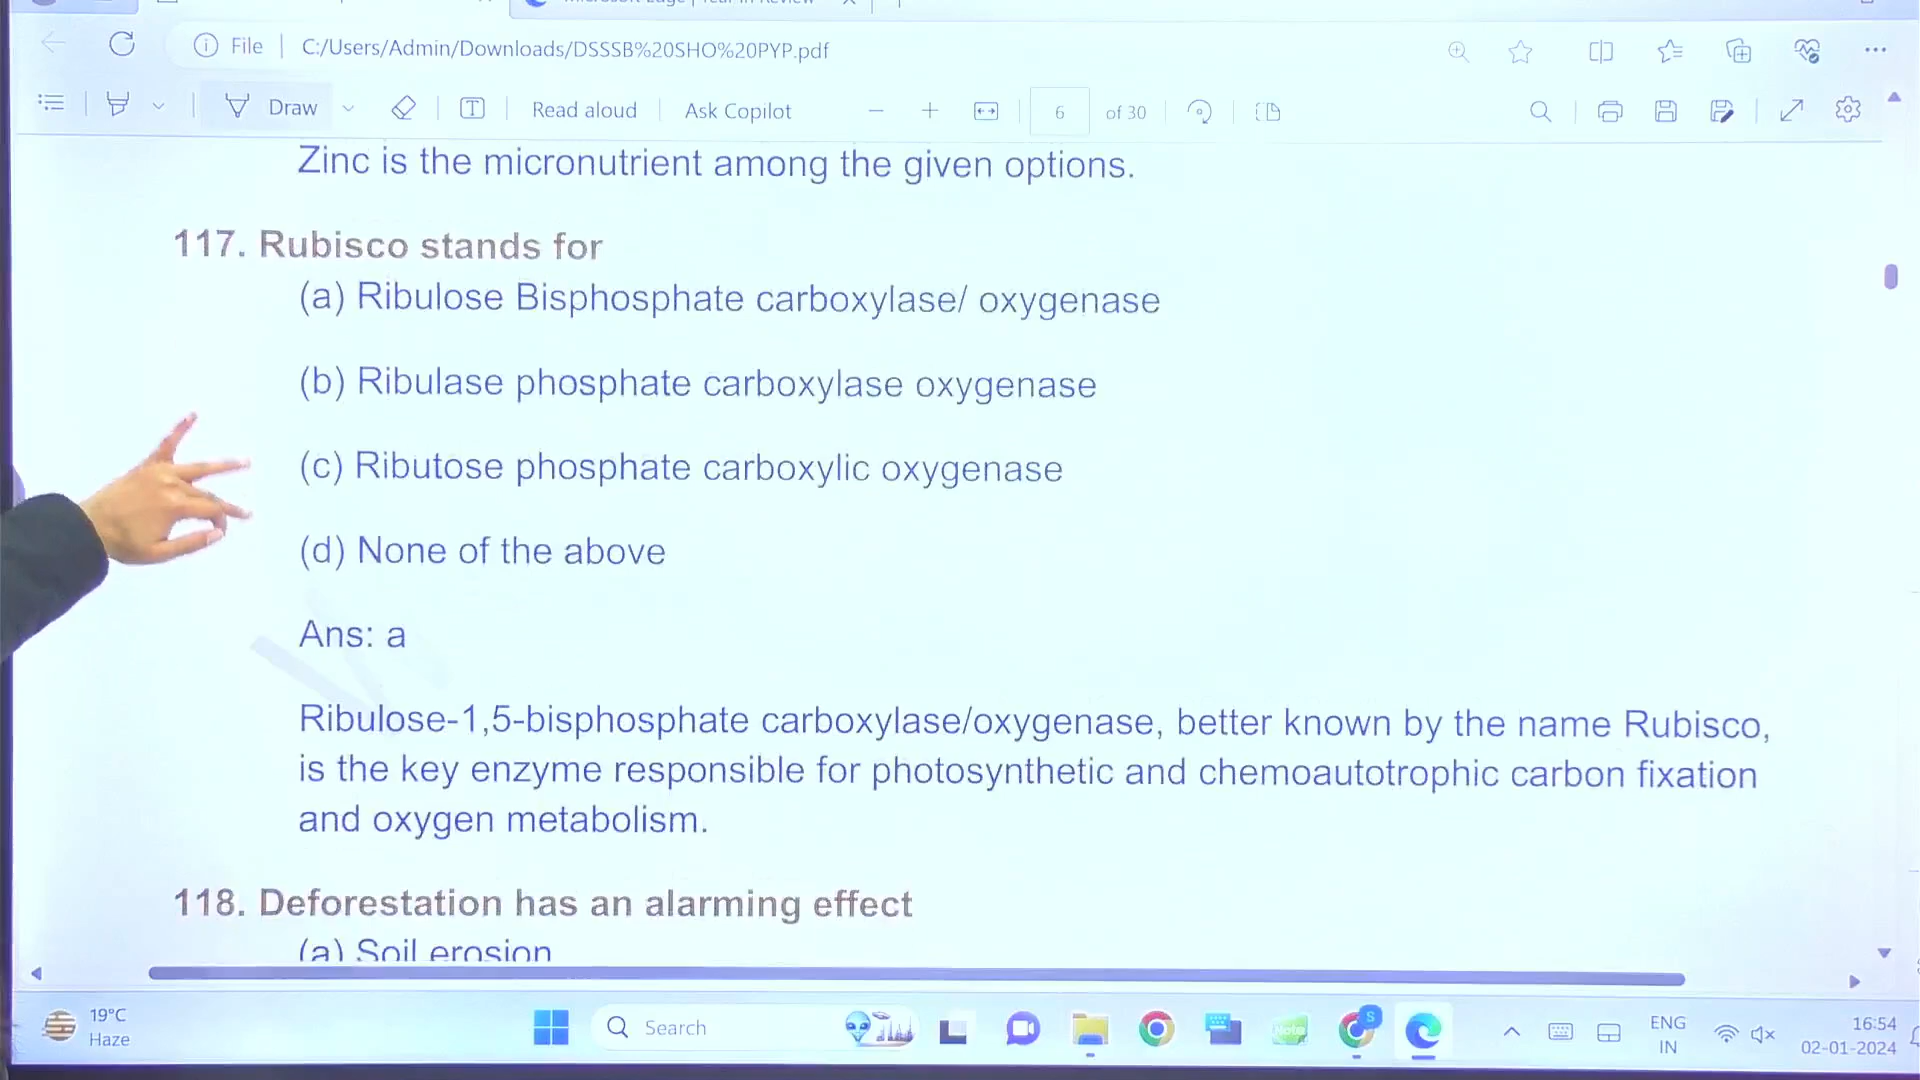 File
C:/Users/Admin/Downloads/DSSSB%20SHO%20PYP.pdf
Draw
T
Read aloud
Ask Copilot
6
of 30
Zinc is the micronutrient among the given options.
117. Rubisco stands for
(a) Ribulose Bisphosphate carboxylase/ oxygenase
(b) Ribulase phosphate carboxylase oxygenase
(c) Ributose phosphate carboxylic oxygenase
(d) None of the above
Ans: a
Ribulose-1,5-bisphosphate carboxylase/oxygenase, better known by the name Rubisco,
is the key enzyme responsible for photosynthetic and chemoautotrophic carbon fixation
and oxygen metabolism.
118. Deforestation has an alarming effect
(a) Soil erosion
19°C
Haze
Search
Note
S
ENG
IN
16:54
02-01-2024